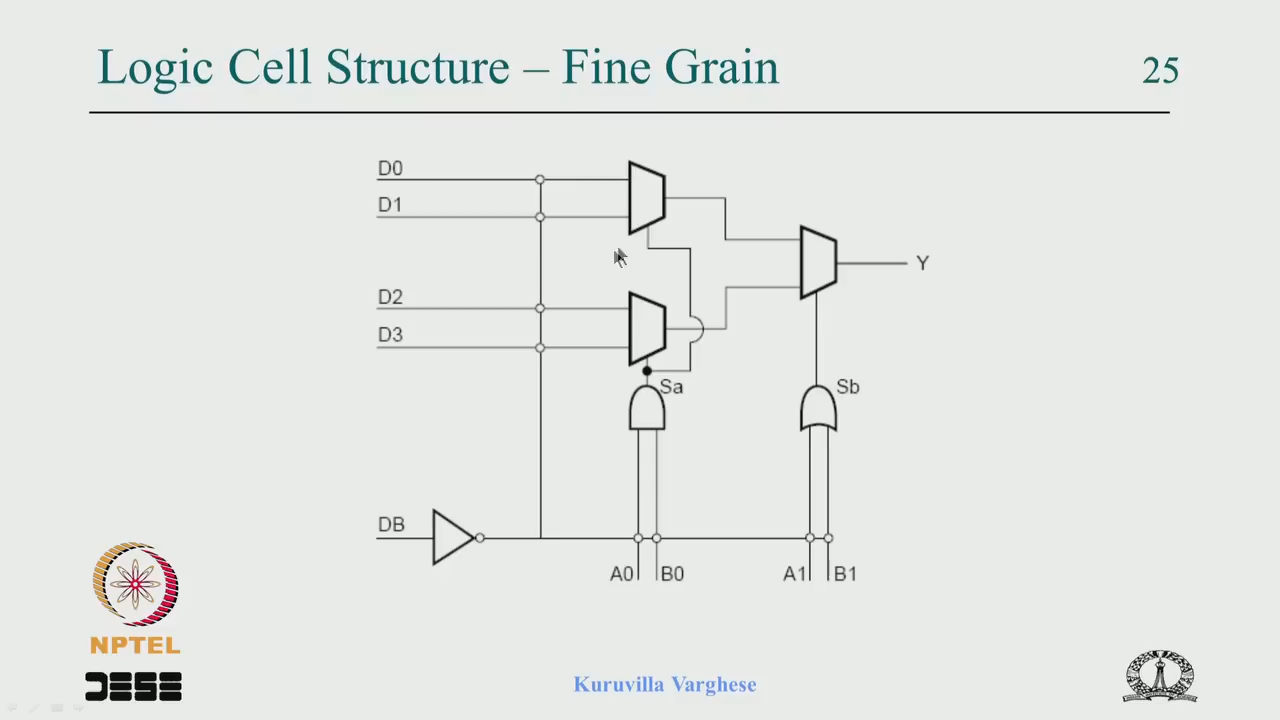 Logic Cell Structure – Fine Grain
25
D0
D1
D2
D3
Y
Sa
Sb
DB
A0
B0
A1
B1
NPTEL
DESE
Kuruvilla Varghese